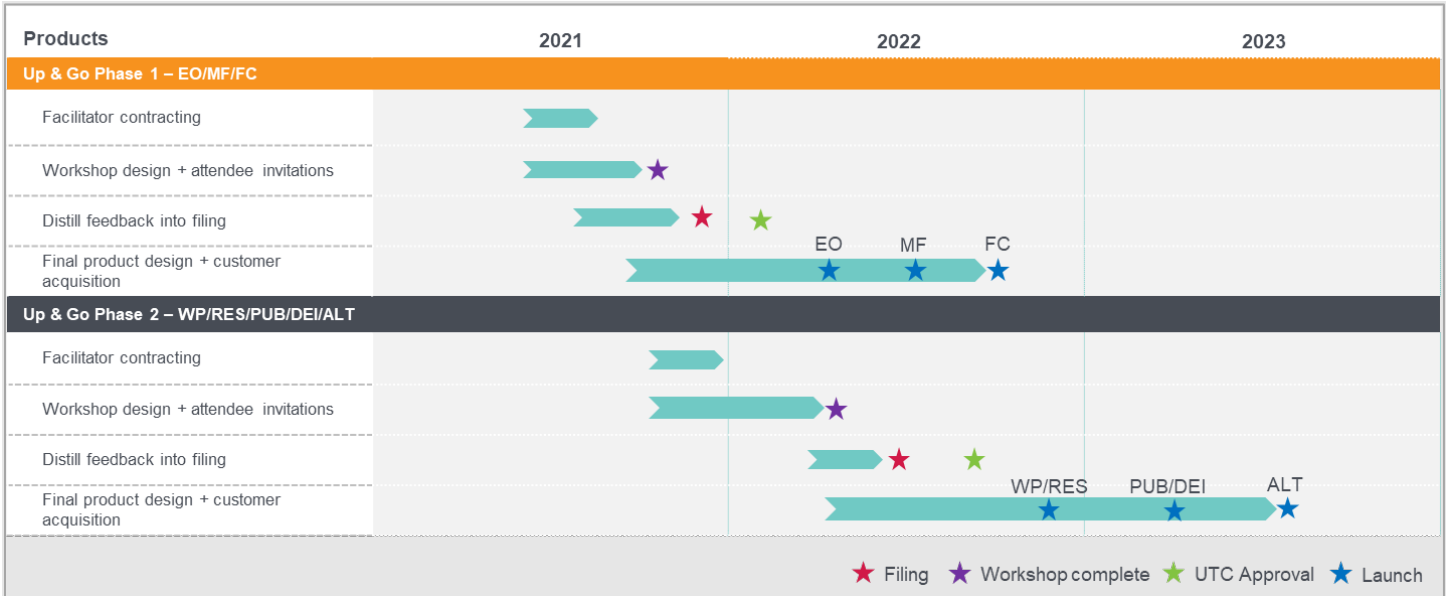 Products 2021 2022 2023
Up & Go Phase 1 – EO/MF/FC
Facilitator contracting
Workshop design + attendee invitations
Distill feedback into filing
EO MF FC
Final product design + customer
acquisition
Up & Go Phase 2 – WP/RES/PUB/DEI/ALT
Facilitator contracting
Workshop design + attendee invitations
Distill feedback into filing
WP/RES PUB/DEI ALT
Final product design + customer
acquisition
Filing Workshop complete UTC Approval Launch